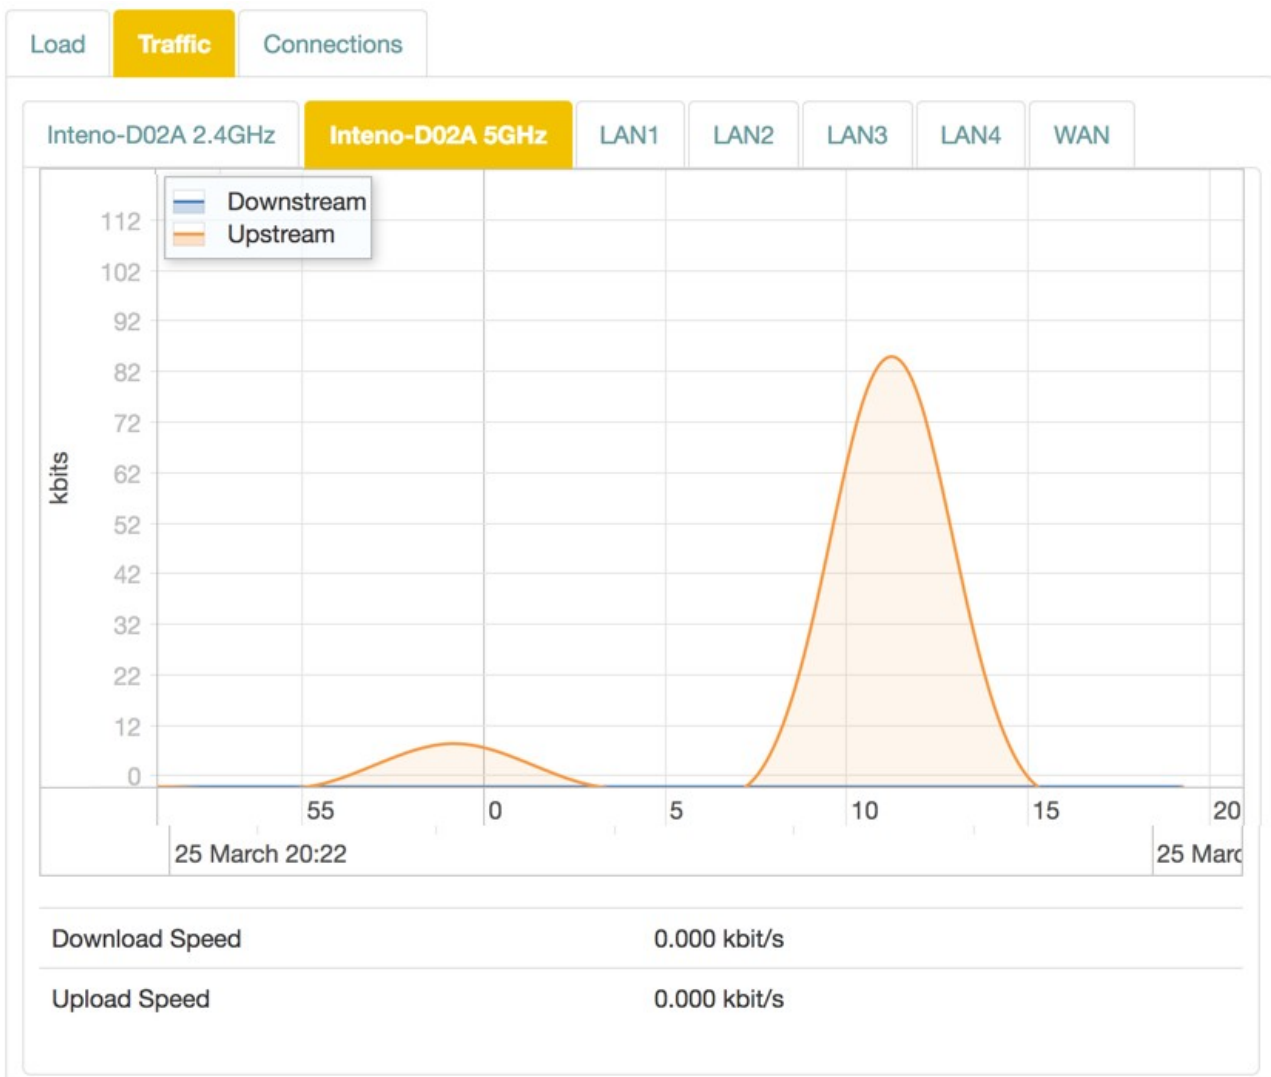 Load Traffic Connections
Inteno-D02A 2.4GHz Inteno-D02A 5GHz LAN1 LAN2 LAN3 LAN4 WAN
Downstream
Upstream
112
102
92
82
72
62
52
42
32
22
12
0
kbits
55 0 5 10 15 20
25 March 20:22 25 Marc
Download Speed 0.000 kbit/s
Upload Speed 0.000 kbit/s